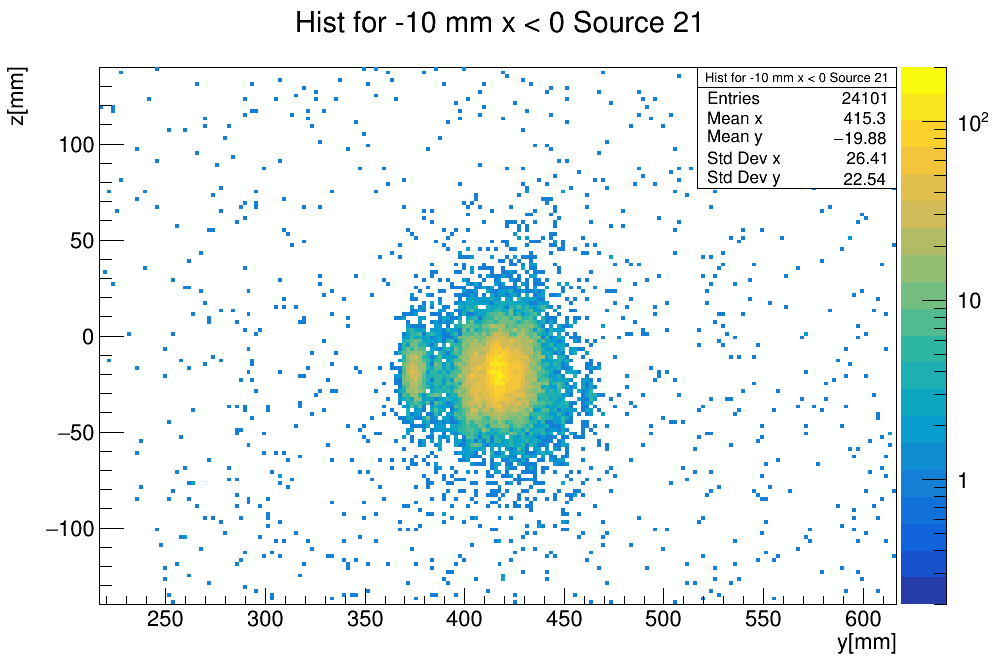 Hist for -10 mm x < 0 Source 21
z[mm]
Hist for -10 mm x < 0 Source 21
Entries 24101
Mean x 415.3
Mean y −19.88
Std Dev x 26.41
Std Dev y 22.54
100
50
0
−50
−100
10²
10
1
250 300 350 400 450 500 550 600
y[mm]